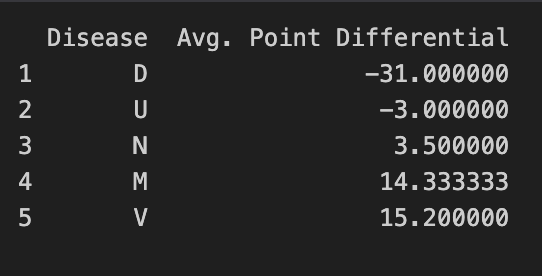 Disease Avg. Point Differential
1 D -31.000000
2 U -3.000000
3 N 3.500000
4 M 14.333333
5 V 15.200000